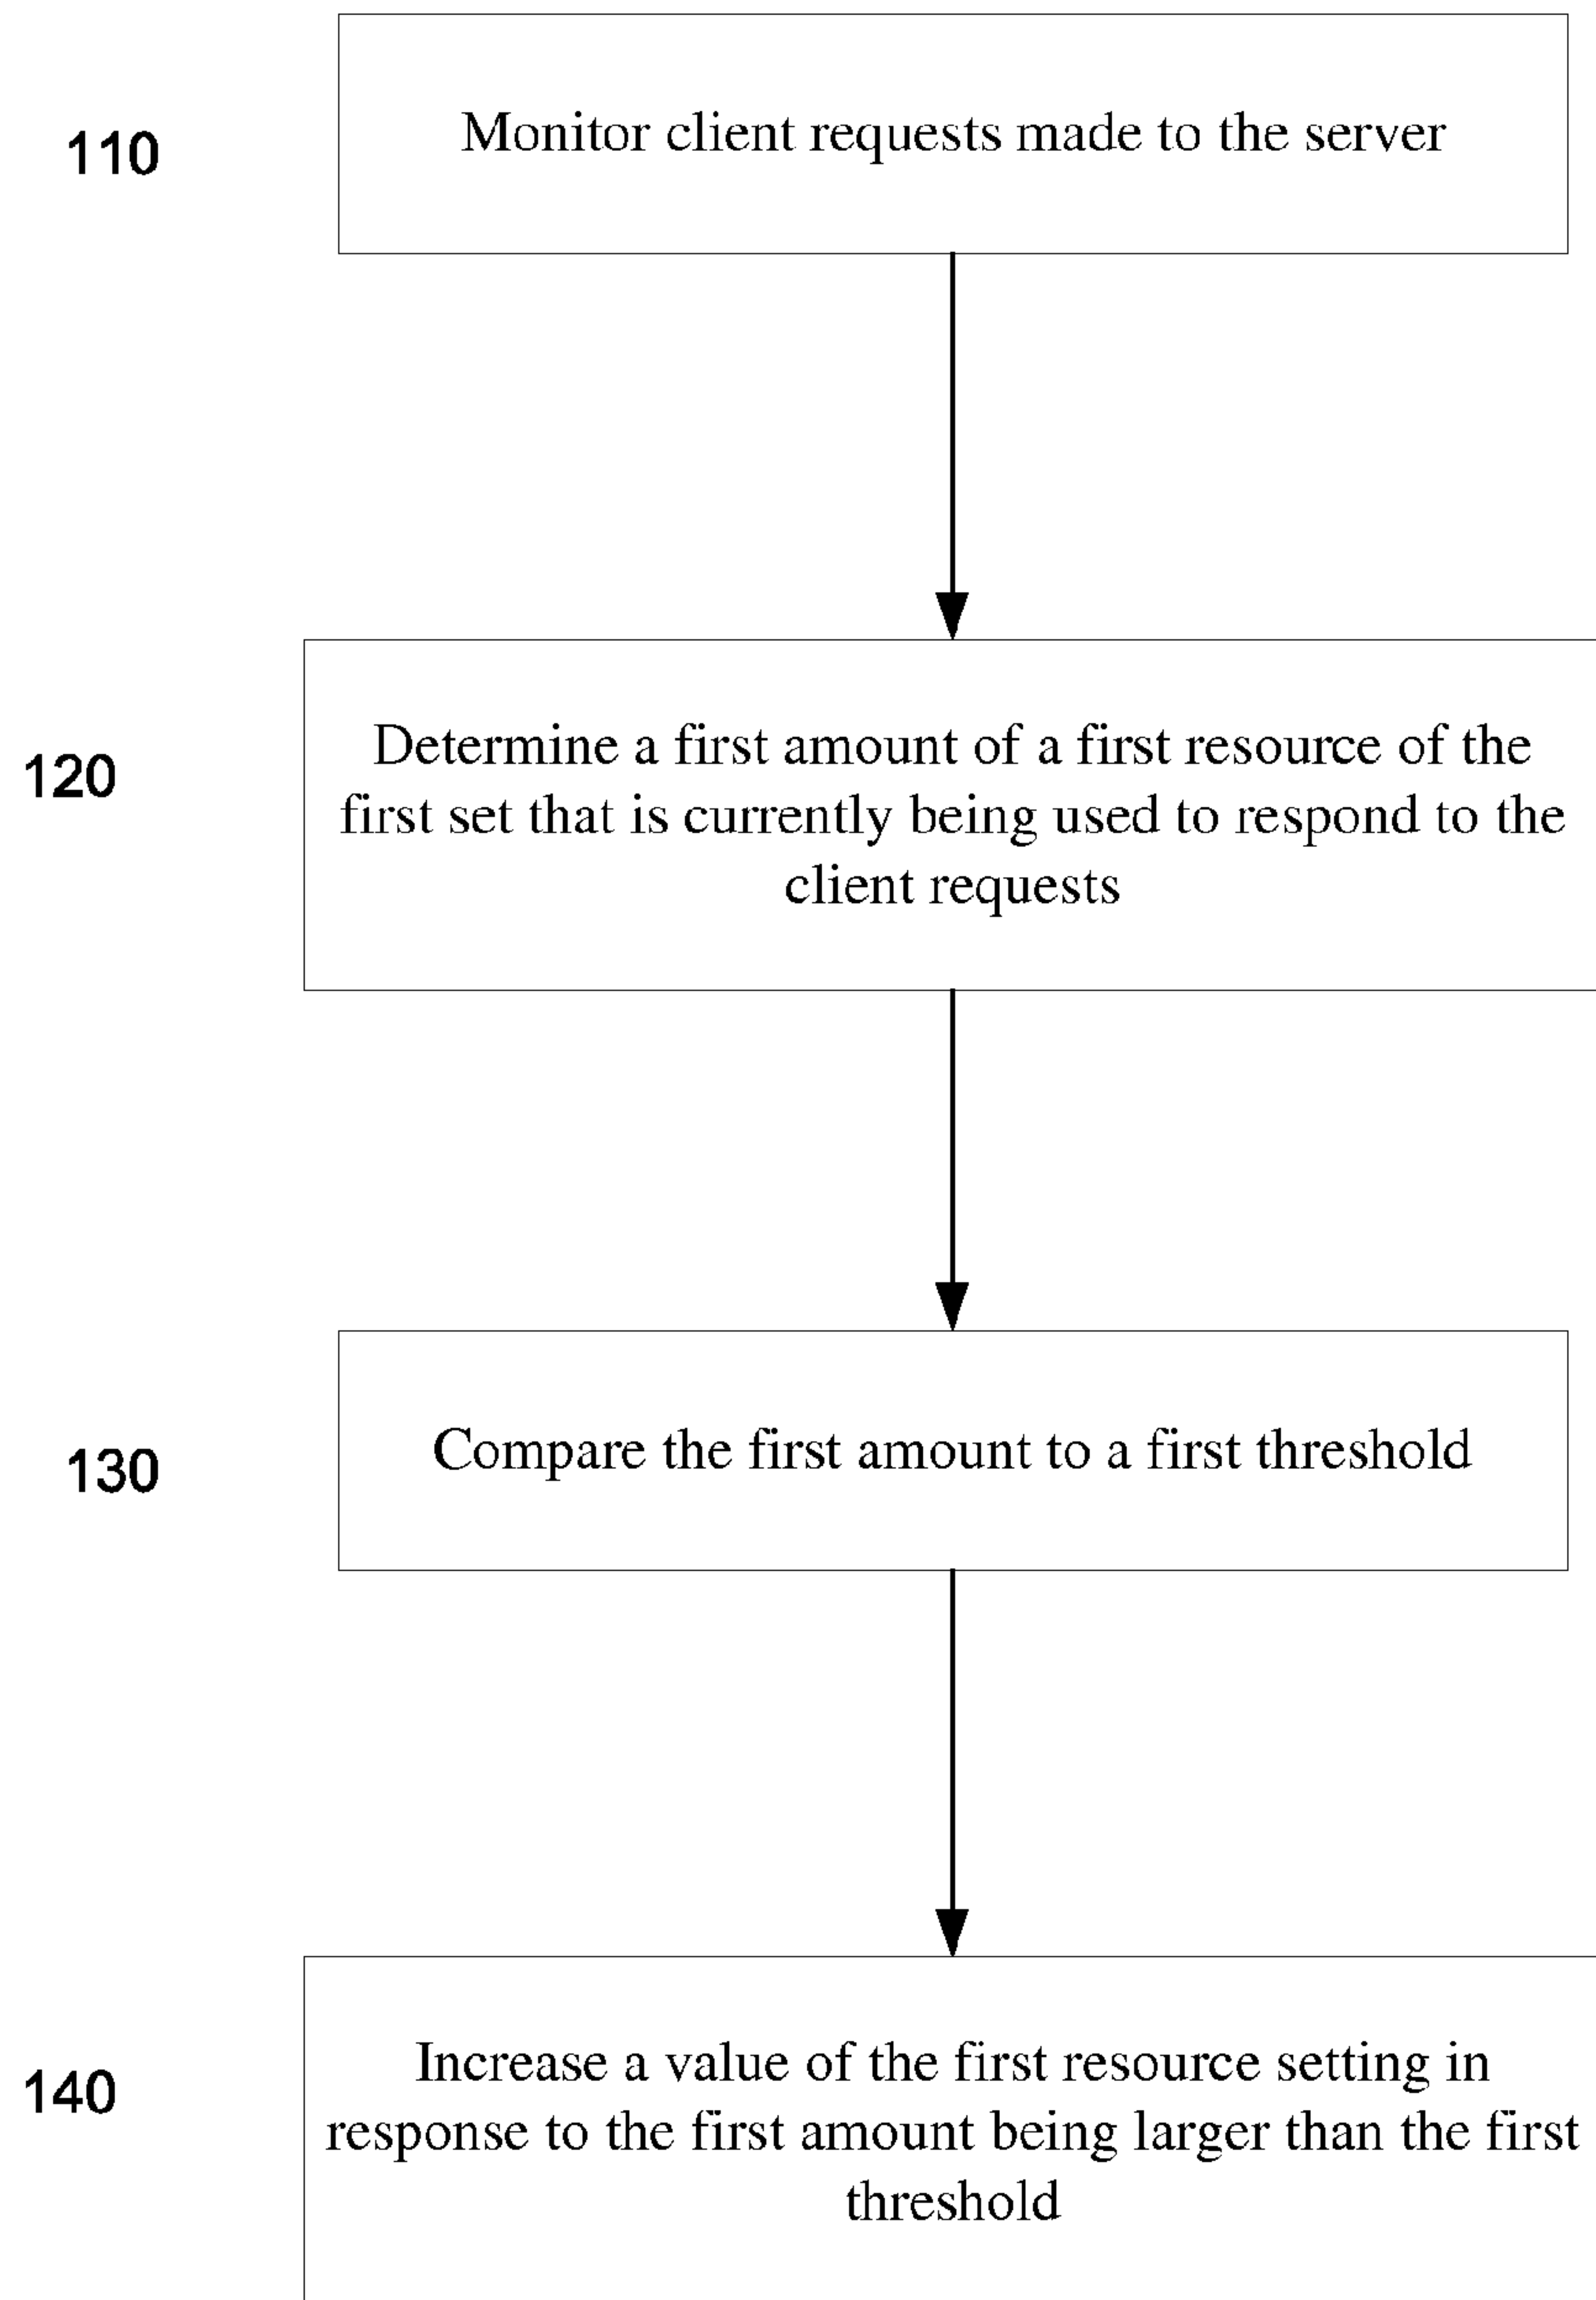 110
Monitor client requests made to the server
120
Determine a first amount of a first resource of the
first set that is currently being used to respond to the
client requests
130
Compare the first amount to a first threshold
140
Increase a value of the first resource setting in
response to the first amount being larger than the first
threshold